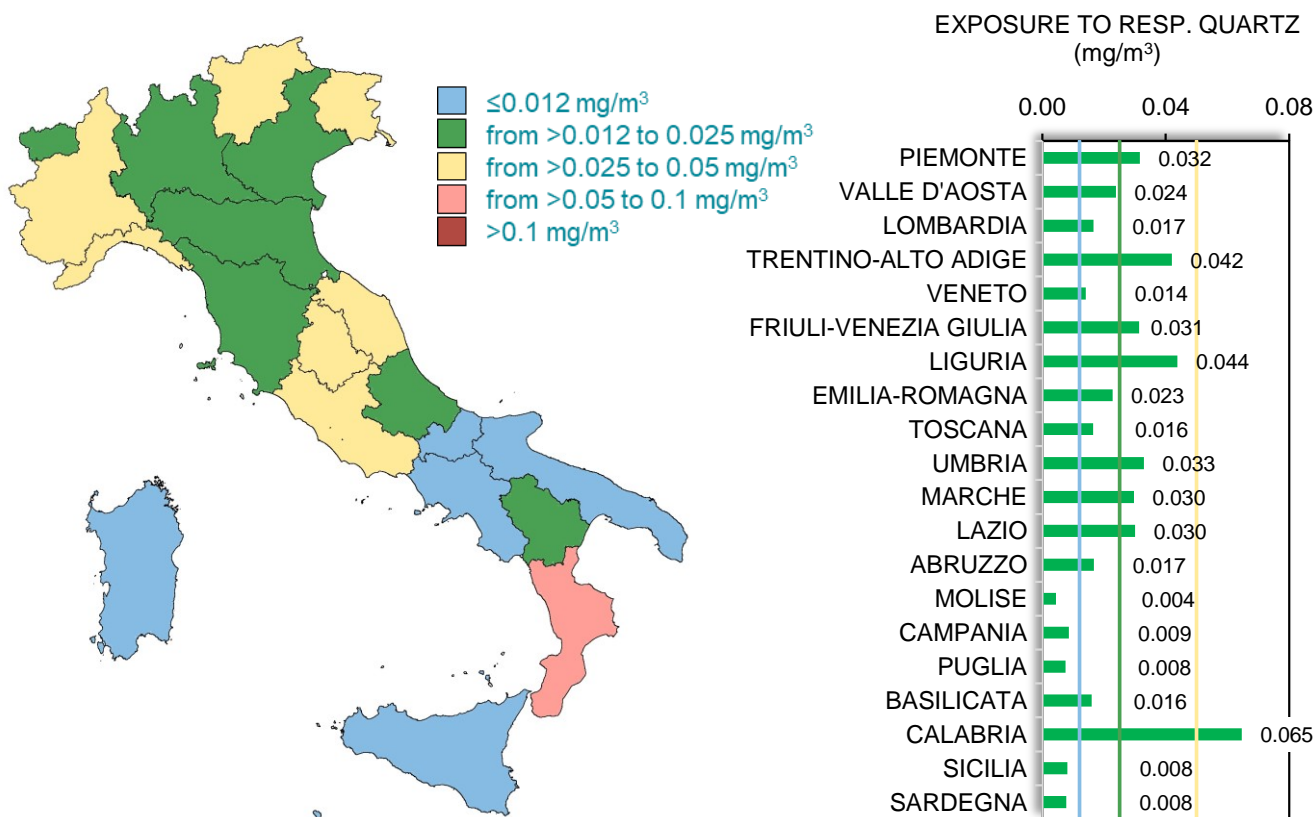 EXPOSURE TO RESP. QUARTZ
(mg/m³)
≤0.012 mg/m³
from >0.012 to 0.025 mg/m³
from >0.025 to 0.05 mg/m³
from >0.05 to 0.1 mg/m³
>0.1 mg/m³
0.00 0.04 0.08
PIEMONTE 0.032
VALLE D'AOSTA 0.024
LOMBARDIA 0.017
TRENTINO-ALTO ADIGE 0.042
VENETO 0.014
FRIULI-VENEZIA GIULIA 0.031
LIGURIA 0.044
EMILIA-ROMAGNA 0.023
TOSCANA 0.016
UMBRIA 0.033
MARCHE 0.030
LAZIO 0.030
ABRUZZO 0.017
MOLISE 0.004
CAMPANIA 0.009
PUGLIA 0.008
BASILICATA 0.016
CALABRIA 0.065
SICILIA 0.008
SARDEGNA 0.008